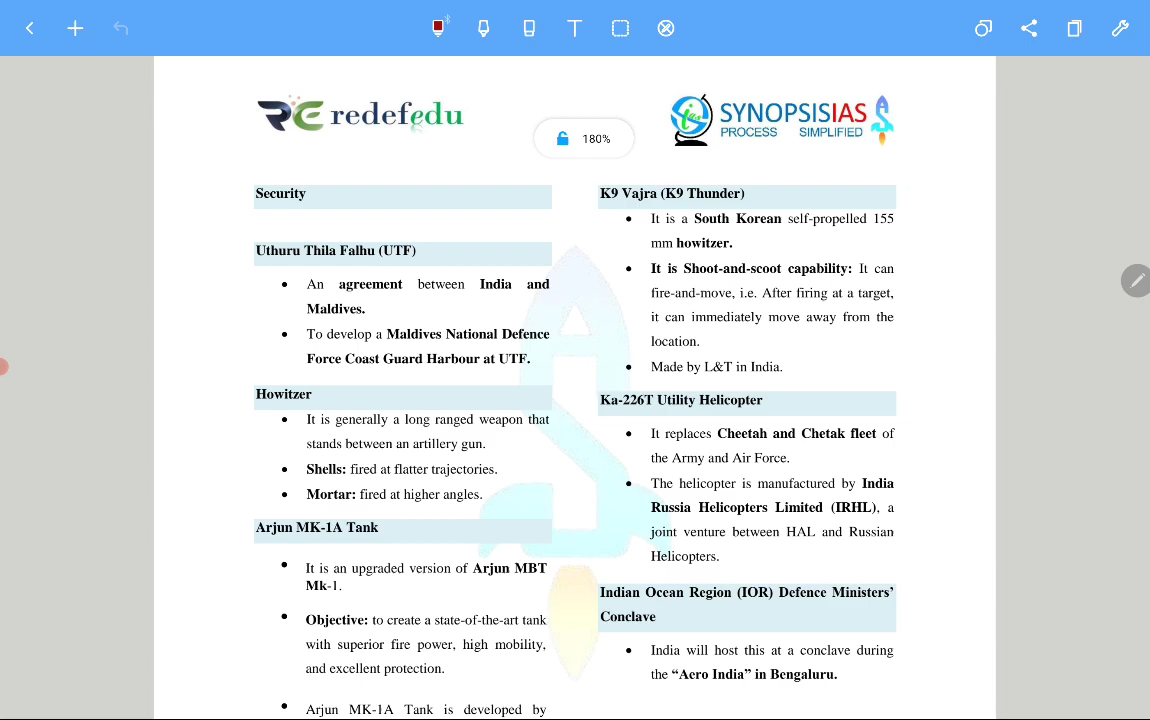 redefedu
SYNOPSISIAS
PROCESS SIMPLIFIED
180%
Security
Uthuru Thila Falhu (UTF)
• An agreement between India and
Maldives.
• To develop a Maldives National Defence
Force Coast Guard Harbour at UTF.
Howitzer
• It is generally a long ranged weapon that
stands between an artillery gun.
• Shells: fired at flatter trajectories.
• Mortar: fired at higher angles.
Arjun MK-1A Tank
• It is an upgraded version of Arjun MBT
Mk-1.
• Objective: to create a state-of-the-art tank
with superior fire power, high mobility,
and excellent protection.
• Arjun MK-1A Tank is developed by
K9 Vajra (K9 Thunder)
• It is a South Korean self-propelled 155
mm howitzer.
• It is Shoot-and-scoot capability: It can
fire-and-move, i.e. After firing at a target,
it can immediately move away from the
location.
• Made by L&T in India.
Ka-226T Utility Helicopter
• It replaces Cheetah and Chetak fleet of
the Army and Air Force.
• The helicopter is manufactured by India
Russia Helicopters Limited (IRHL), a
joint venture between HAL and Russian
Helicopters.
Indian Ocean Region (IOR) Defence Ministers’
Conclave
• India will host this at a conclave during
the “Aero India” in Bengaluru.